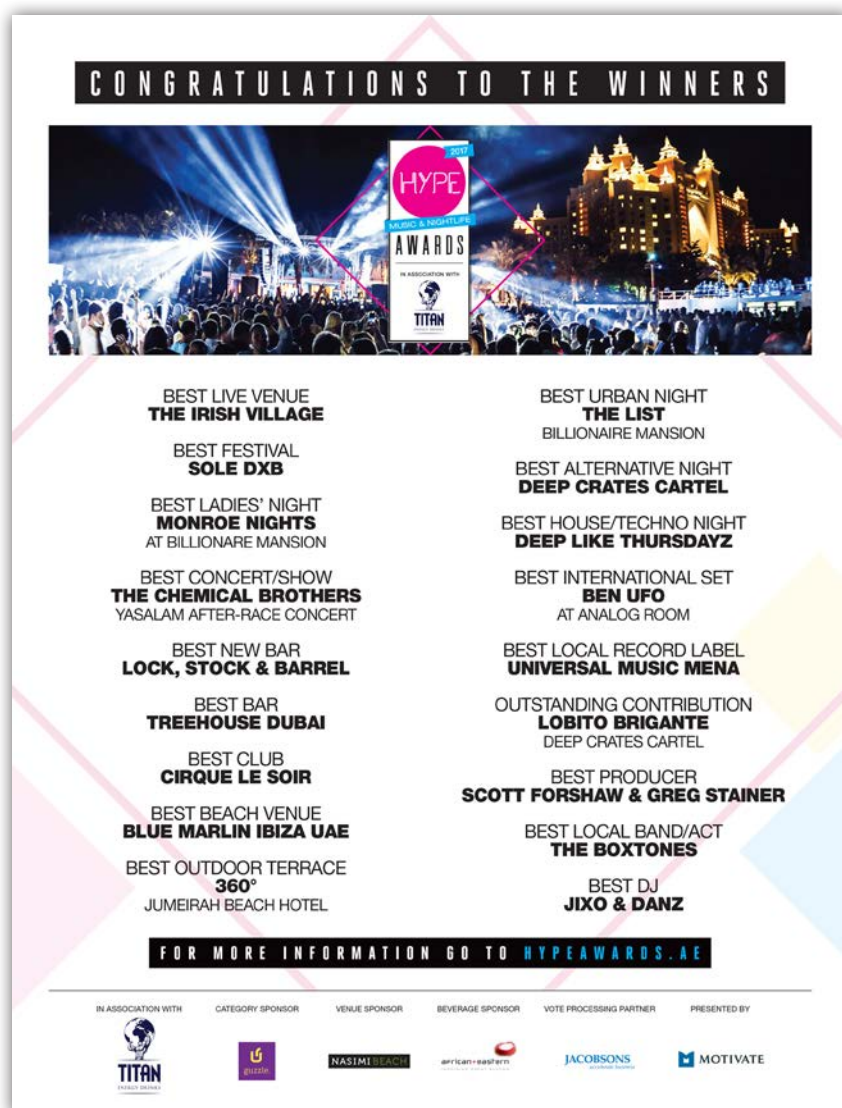 CONGRATULATIONS TO THE WINNERS
2017
HYPE
MUSIC & NIGHTLIFE
AWARDS
IN ASSOCIATION WITH
TITAN
ENERGY DRINKS
BEST LIVE VENUE
THE IRISH VILLAGE
BEST FESTIVAL
SOLE DXB
BEST LADIES' NIGHT
MONROE NIGHTS
AT BILLIONARE MANSION
BEST CONCERT/SHOW
THE CHEMICAL BROTHERS
YASALAM AFTER-RACE CONCERT
BEST NEW BAR
LOCK, STOCK & BARREL
BEST BAR
TREEHOUSE DUBAI
BEST CLUB
CIRQUE LE SOIR
BEST BEACH VENUE
BLUE MARLIN IBIZA UAE
BEST OUTDOOR TERRACE
360°
JUMEIRAH BEACH HOTEL
BEST URBAN NIGHT
THE LIST
BILLIONAIRE MANSION
BEST ALTERNATIVE NIGHT
DEEP CRATES CARTEL
BEST HOUSE/TECHNO NIGHT
DEEP LIKE THURSDAYZ
BEST INTERNATIONAL SET
BEN UFO
AT ANALOG ROOM
BEST LOCAL RECORD LABEL
UNIVERSAL MUSIC MENA
OUTSTANDING CONTRIBUTION
LOBITO BRIGANTE
DEEP CRATES CARTEL
BEST PRODUCER
SCOTT FORSHAW & GREG STAINER
BEST LOCAL BAND/ACT
THE BOXTONES
BEST DJ
JIXO & DANZ
FOR MORE INFORMATION GO TO HYPEAWARDS.AE
IN ASSOCIATION WITH
TITAN
ENERGY DRINKS
CATEGORY SPONSOR
guzzle.
VENUE SPONSOR
NASIMI BEACH
BEVERAGE SPONSOR
african+eastern
VOTE PROCESSING PARTNER
JACOBSONS
accelerate business
PRESENTED BY
MOTIVATE